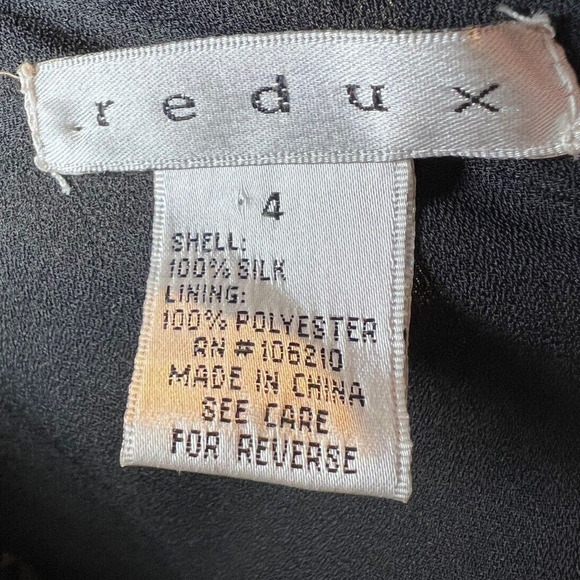 redux
4
SHELL:
100% SILK
LINING:
100% POLYESTER
RN #106210
MADE IN CHINA
SEE CARE
FOR REVERSE